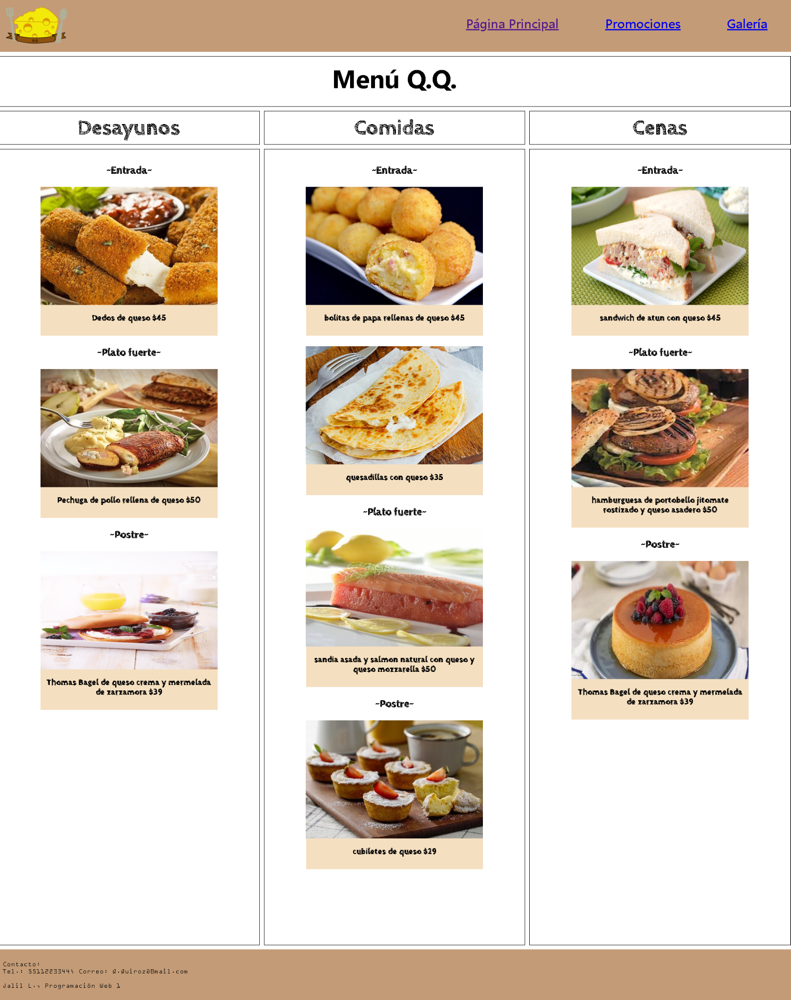 Q.Q.
Página Principal
Promociones
Galería
Menú Q.Q.
Desayunos
Comidas
Cenas
~Entrada~
Dedos de queso $45
~Plato fuerte~
Pechuga de pollo rellena de queso $50
~Postre~
Thomas Bagel de queso crema y mermelada
de zarzamora $39
~Entrada~
bolitas de papa rellenas de queso $45
quesadillas con queso $35
~Plato fuerte~
sandia asada y salmon natural con queso y
queso mozzarella $50
~Postre~
cubiletes de queso $29
~Entrada~
sandwich de atun con queso $45
~Plato fuerte~
hamburguesa de portobello jitomate
rostizado y queso asadero $50
~Postre~
Thomas Bagel de queso crema y mermelada
de zarzamora $39
Contacto:
Tel.: 5511223344; Correo: Q.Quiroz@Bmail.com
Jalil L., Programación Web 1